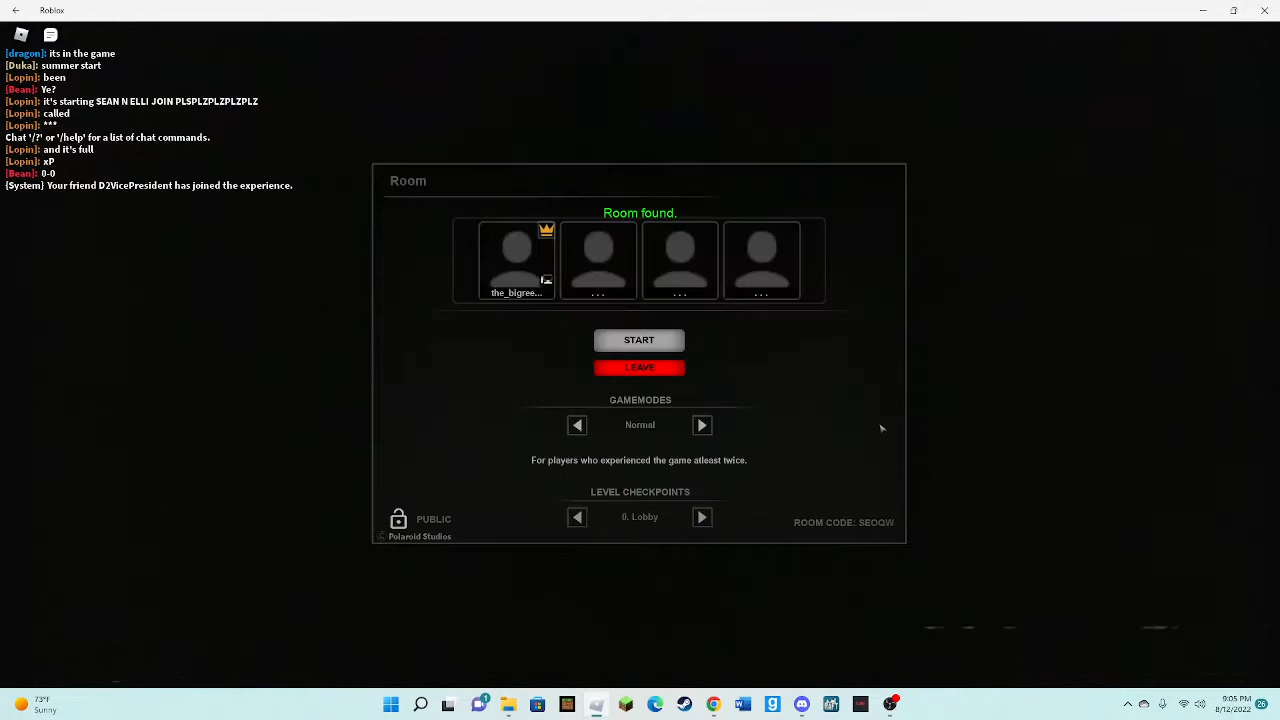 Roblox
[dragon]: its in the game
[Duka]: summer start
[Lopin]: been
[Bean]: Ye?
[Lopin]: it's starting SEAN N ELLI JOIN PLSPLZPLZPLZPLZ
[Lopin]: called
[Lopin]: ***
Chat '/?' or '/help' for a list of chat commands.
[Lopin]: and it's full
[Lopin]: xP
[Bean]: 0-0
{System} Your friend D2VicePresident has joined the experience.
Room
Room found.
the_bigree... ... ... ...
START
LEAVE
GAMEMODES
Normal
For players who experienced the game atleast twice.
LEVEL CHECKPOINTS
0. Lobby
PUBLIC
ROOM CODE: SEOQW
© Polaroid Studios
73°F
Sunny
1
9:05 PM
8/12/2022
26